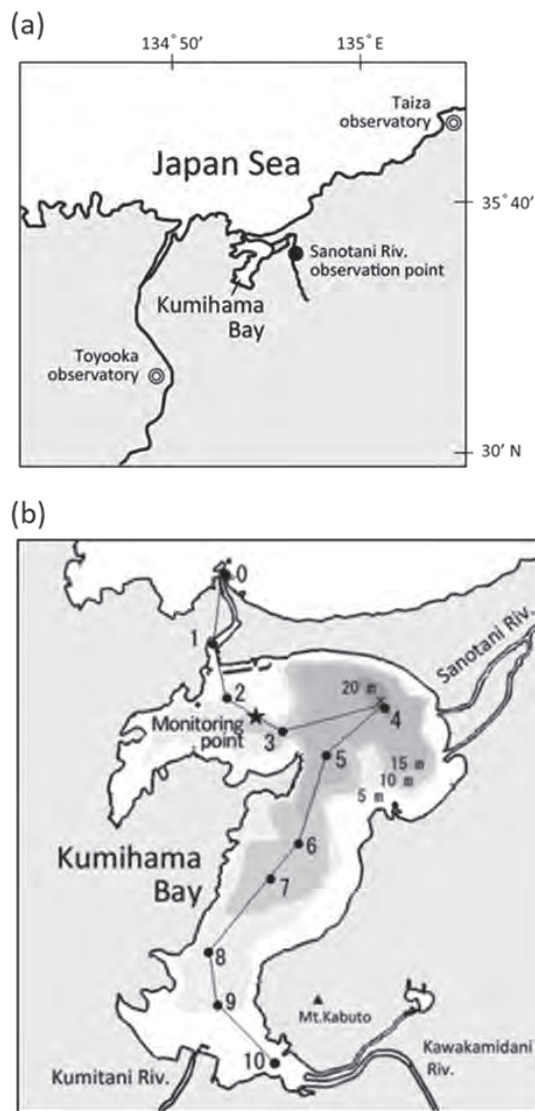 (a)
134˚50′
135˚E
Taiza
observatory
Japan Sea
35˚40′
Sanotani Riv.
observation point
Kumihama
Bay
Toyooka
observatory
30′ N
(b)
0
1
Sanotani Riv.
2
20 m
4
Monitoring
point
3
5
15 m
10 m
5 m
Kumihama
Bay
6
7
8
9
Mt.Kabuto
10
Kawakamidani
Riv.
Kumitani Riv.